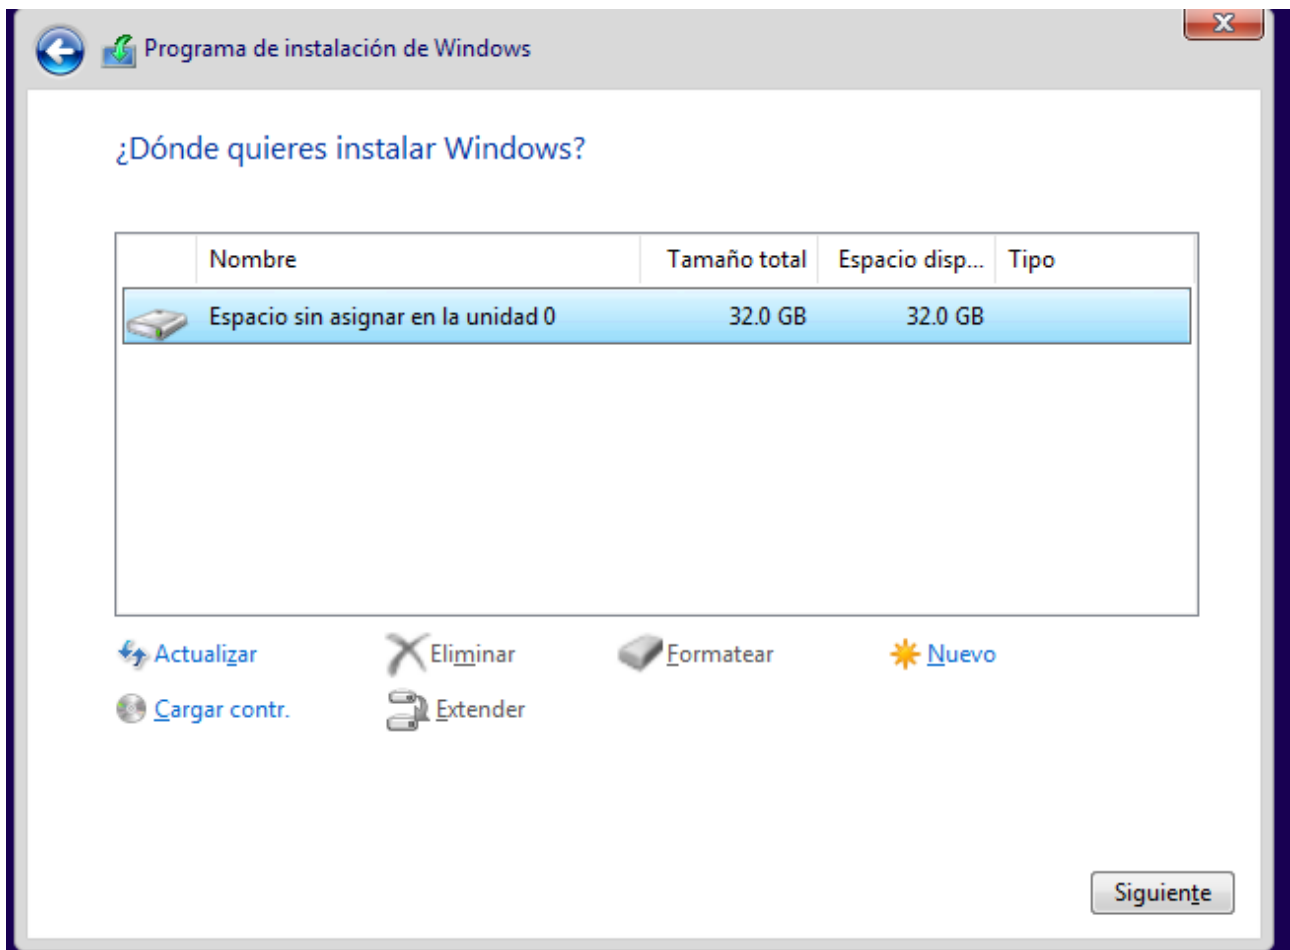 Programa de instalación de Windows
¿Dónde quieres instalar Windows?
Nombre Tamaño total Espacio disp... Tipo
Espacio sin asignar en la unidad 0 32.0 GB 32.0 GB
Actualizar Eliminar Formatear Nuevo
Cargar contr. Extender
Siguiente